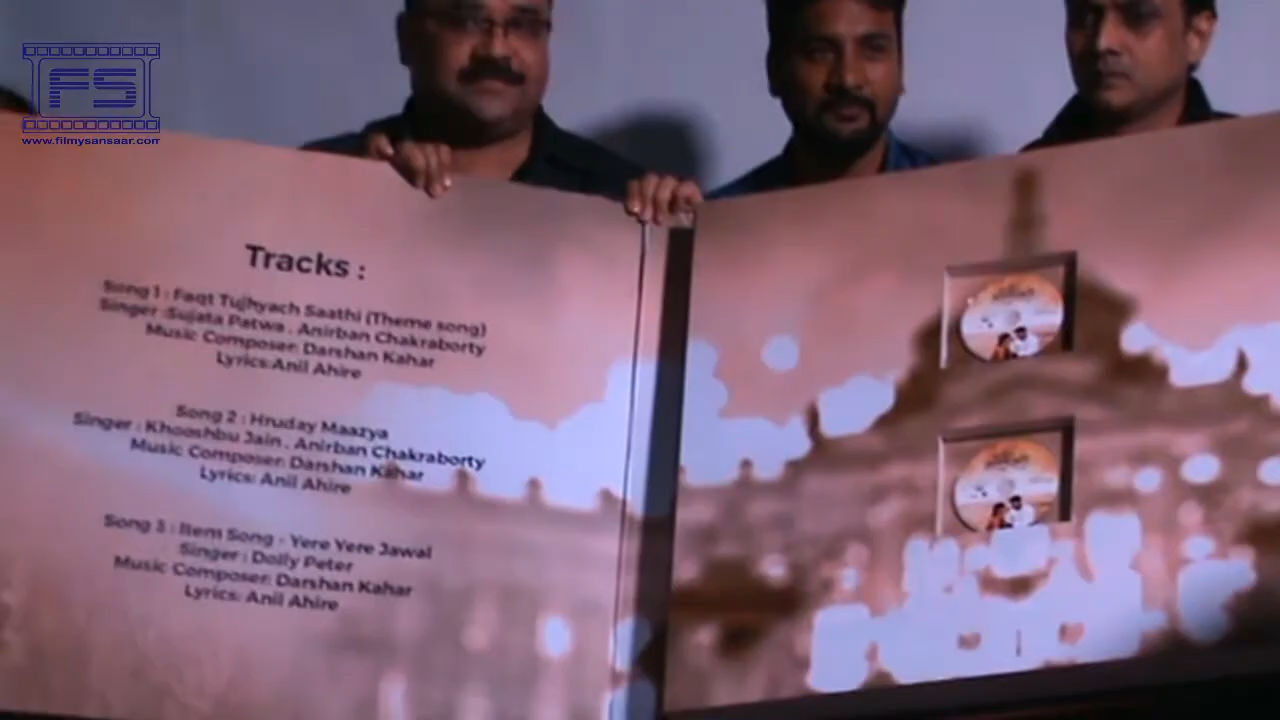 FS
www.filmysansaar.com
Tracks :
Song 1 : Faqt Tujhyach Saathi (Theme song)
Singer :Sujata Patwa , Anirban Chakraborty
Music Composer: Darshan Kahar
Lyrics:Anil Ahire
Song 2 : Hruday Maazya
Singer : Khooshbu Jain , Anirban Chakraborty
Music Composer: Darshan Kahar
Lyrics: Anil Ahire
Song 3 : Item Song - Yere Yere Jawal
Singer : Dolly Peter
Music Composer: Darshan Kahar
Lyrics: Anil Ahire